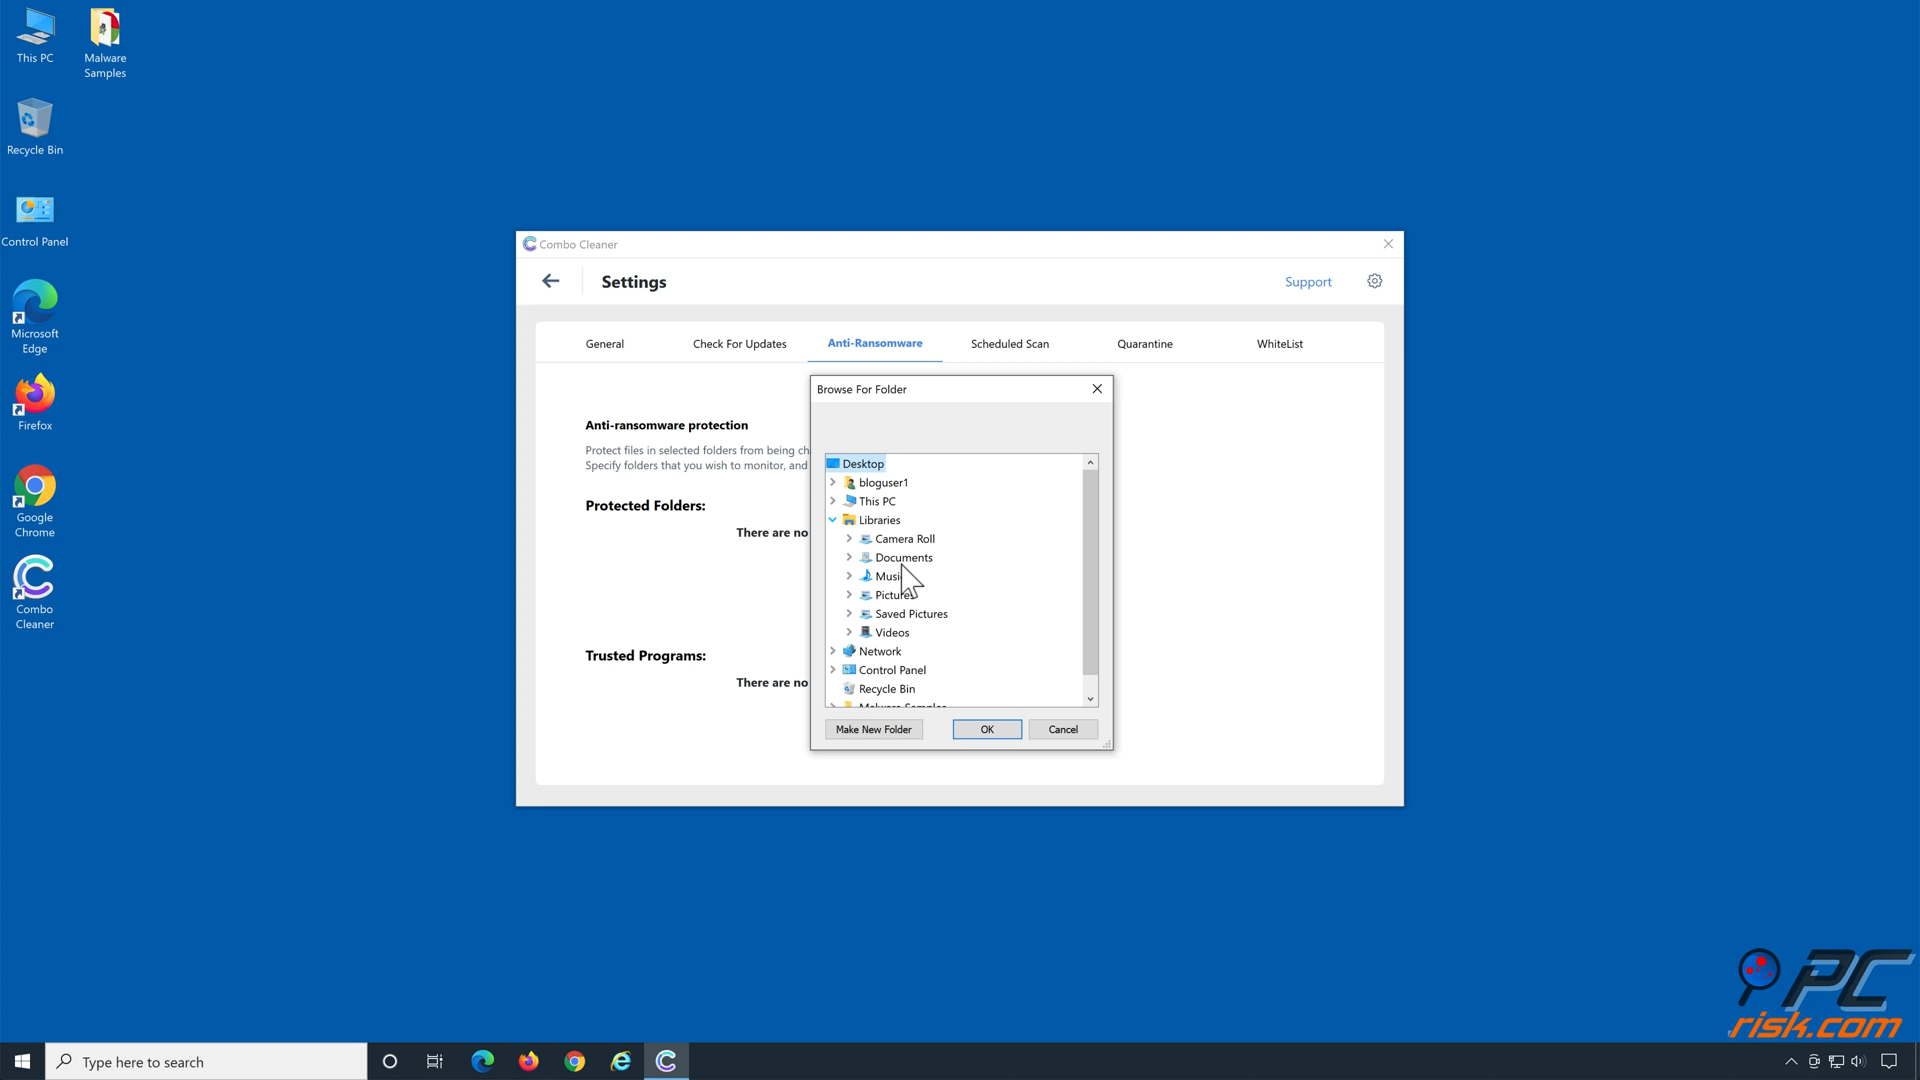 This PC
Malware
Samples
Recycle Bin
Control Panel
Microsoft
Edge
Firefox
Google
Chrome
Combo
Cleaner
Combo Cleaner
Settings
Support
General
Check For Updates
Anti-Ransomware
Scheduled Scan
Quarantine
WhiteList
Anti-ransomware protection
Protect files in selected folders from being ch
Specify folders that you wish to monitor, and
Protected Folders:
There are no
Trusted Programs:
There are no
Browse For Folder
Desktop
bloguser1
This PC
Libraries
Camera Roll
Documents
Musi
Pictures
Saved Pictures
Videos
Network
Control Panel
Recycle Bin
Malware Samples
Make New Folder
OK
Cancel
PC
risk.com
Type here to search